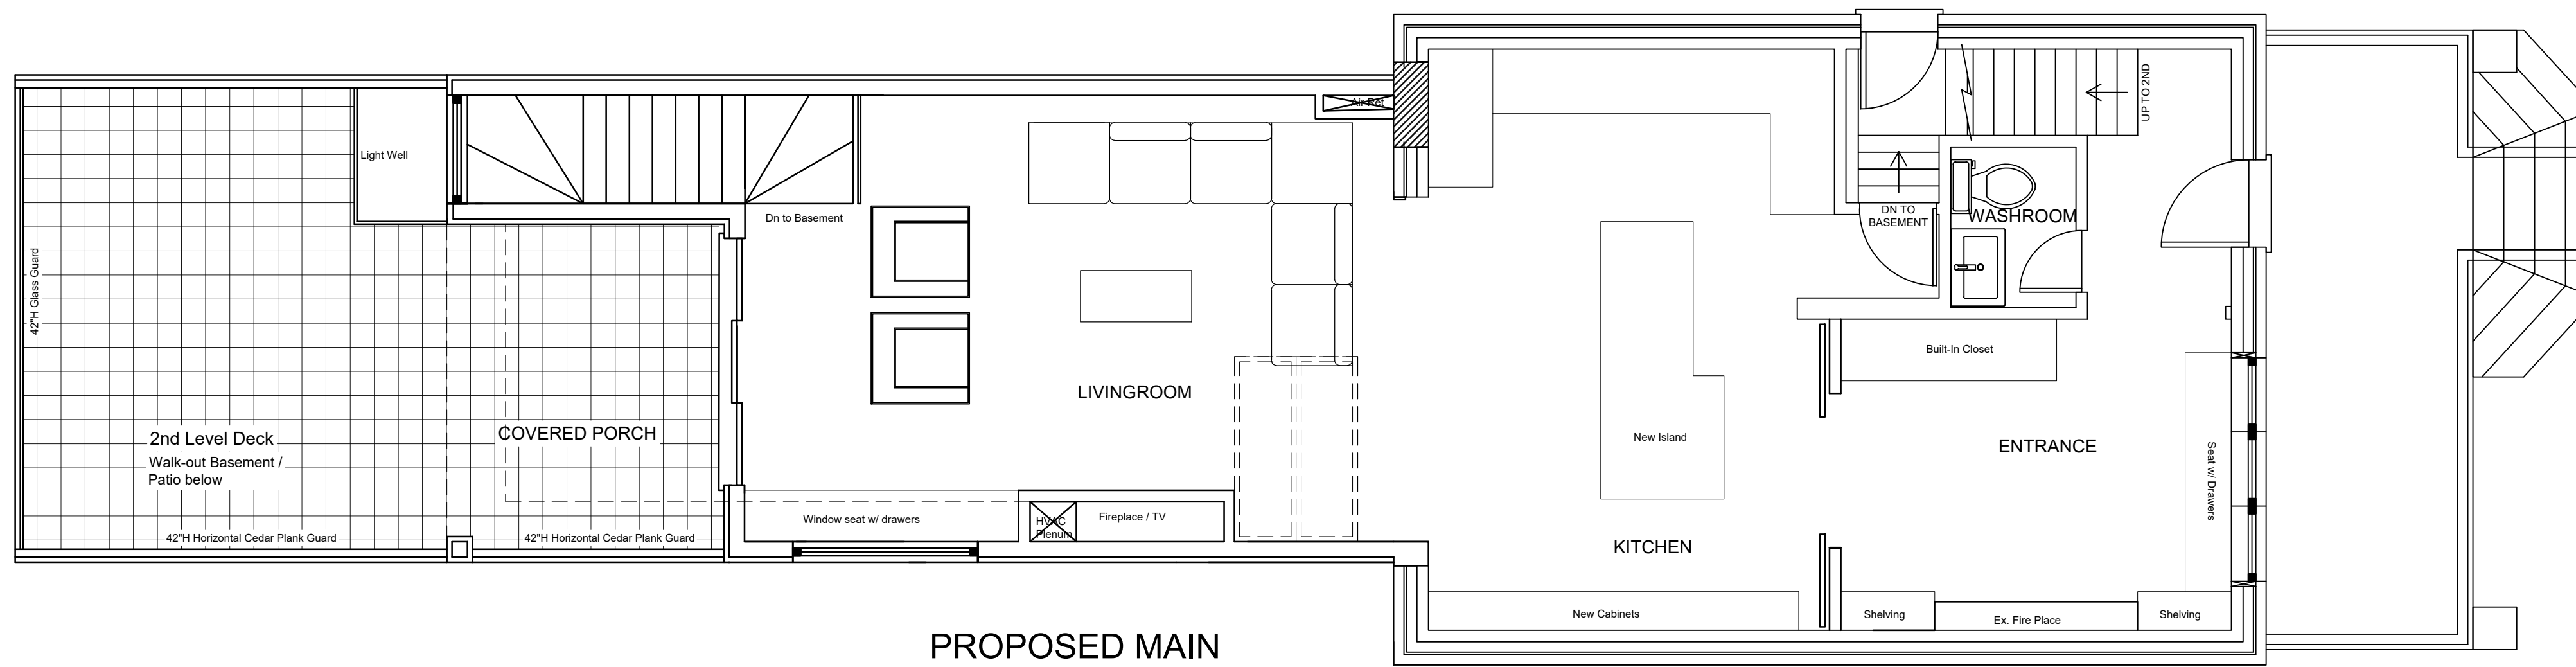 UP TO 2ND
Air Ret
Light Well
Dn to Basement
DN TO
BASEMENT
WASHROOM
42"H Glass Guard
Built-In Closet
LIVINGROOM
2nd Level Deck
Walk-out Basement /
Patio below
COVERED PORCH
New Island
ENTRANCE
Seat w/ Drawers
Window seat w/ drawers
HVAC
Plenum
Fireplace / TV
42"H Horizontal Cedar Plank Guard
42"H Horizontal Cedar Plank Guard
KITCHEN
New Cabinets
Shelving
Ex. Fire Place
Shelving
PROPOSED MAIN